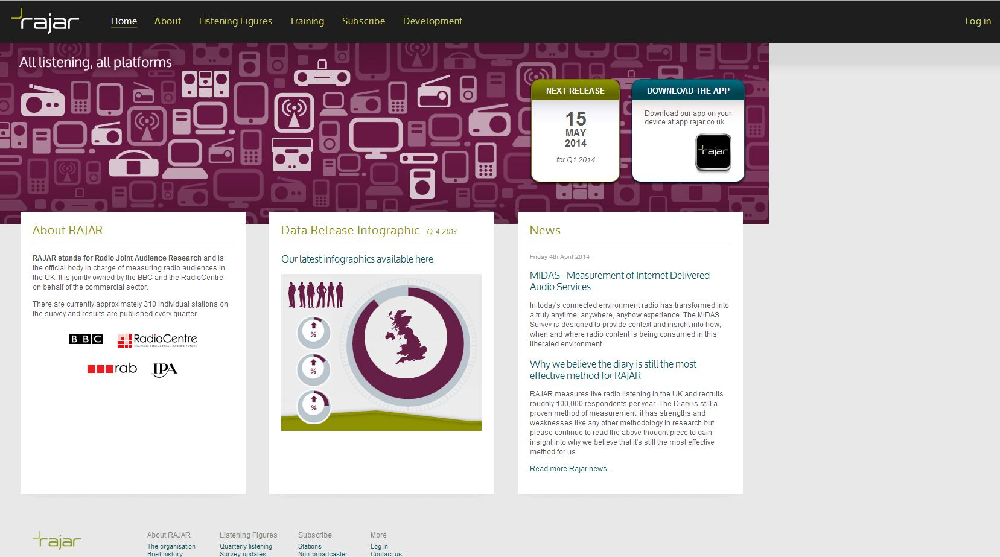 rajar
Home About Listening Figures Training Subscribe Development Log in
All listening, all platforms
NEXT RELEASE
15
MAY
2014
for Q1 2014
DOWNLOAD THE APP
Download our app on your
device at app.rajar.co.uk
rajar
About RAJAR
RAJAR stands for Radio Joint Audience Research and is
the official body in charge of measuring radio audiences in
the UK. It is jointly owned by the BBC and the RadioCentre
on behalf of the commercial sector.
There are currently approximately 310 individual stations on
the survey and results are published every quarter.
BBC RadioCentre
SHAPING COMMERCIAL RADIO'S FUTURE
rab IPA
Data Release Infographic Q 4 2013
Our latest infographics available here
%
%
%
News
Friday 4th April 2014
MIDAS - Measurement of Internet Delivered
Audio Services
In today's connected environment radio has transformed into
a truly anytime, anywhere, anyhow experience. The MIDAS
Survey is designed to provide context and insight into how,
when and where radio content is being consumed in this
liberated environment
Why we believe the diary is still the most
effective method for RAJAR
RAJAR measures live radio listening in the UK and recruits
roughly 100,000 respondents per year. The Diary is still a
proven method of measurement, it has strengths and
weaknesses like any other methodology in research but
please continue to read the above thought piece to gain
insight into why we believe that it's still the most effective
method for us
Read more Rajar news...
rajar
About RAJAR
The organisation
Brief history
Listening Figures
Quarterly listening
Survey updates
Subscribe
Stations
Non-broadcaster
More
Log in
Contact us